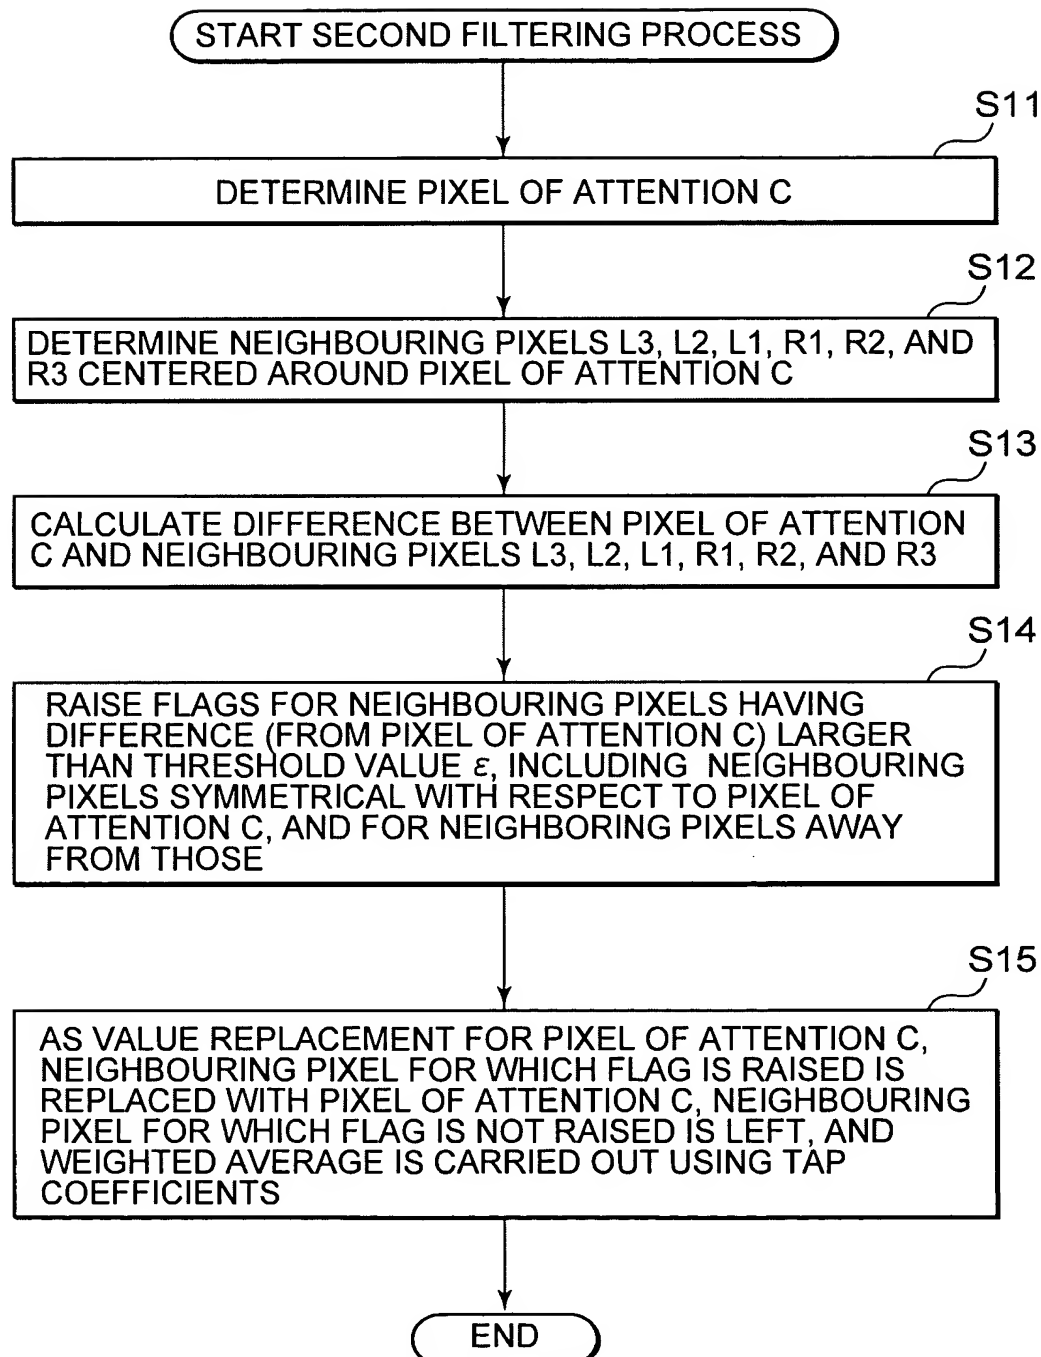 START SECOND FILTERING PROCESS
S11
DETERMINE PIXEL OF ATTENTION C
S12
DETERMINE NEIGHBOURING PIXELS L3, L2, L1, R1, R2, AND
R3 CENTERED AROUND PIXEL OF ATTENTION C
S13
CALCULATE DIFFERENCE BETWEEN PIXEL OF ATTENTION
C AND NEIGHBOURING PIXELS L3, L2, L1, R1, R2, AND R3
S14
RAISE FLAGS FOR NEIGHBOURING PIXELS HAVING
DIFFERENCE (FROM PIXEL OF ATTENTION C) LARGER
THAN THRESHOLD VALUE ε, INCLUDING NEIGHBOURING
PIXELS SYMMETRICAL WITH RESPECT TO PIXEL OF
ATTENTION C, AND FOR NEIGHBORING PIXELS AWAY
FROM THOSE
S15
AS VALUE REPLACEMENT FOR PIXEL OF ATTENTION C,
NEIGHBOURING PIXEL FOR WHICH FLAG IS RAISED IS
REPLACED WITH PIXEL OF ATTENTION C, NEIGHBOURING
PIXEL FOR WHICH FLAG IS NOT RAISED IS LEFT, AND
WEIGHTED AVERAGE IS CARRIED OUT USING TAP
COEFFICIENTS
END